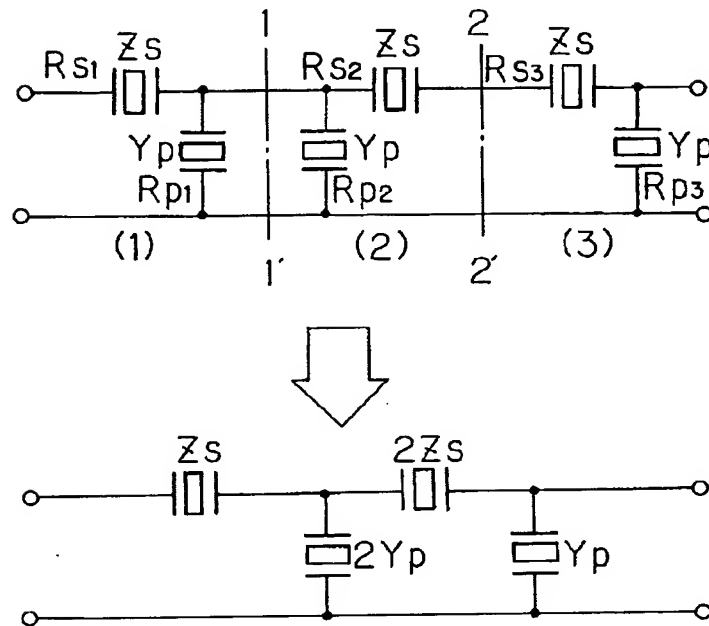 1 2
Rs1 Zs Rs2 Zs Rs3 Zs
Yp Yp Yp
Rp1 Rp2 Rp3
(1) (2) (3)
1' 2'
Zs 2Zs
2Yp Yp